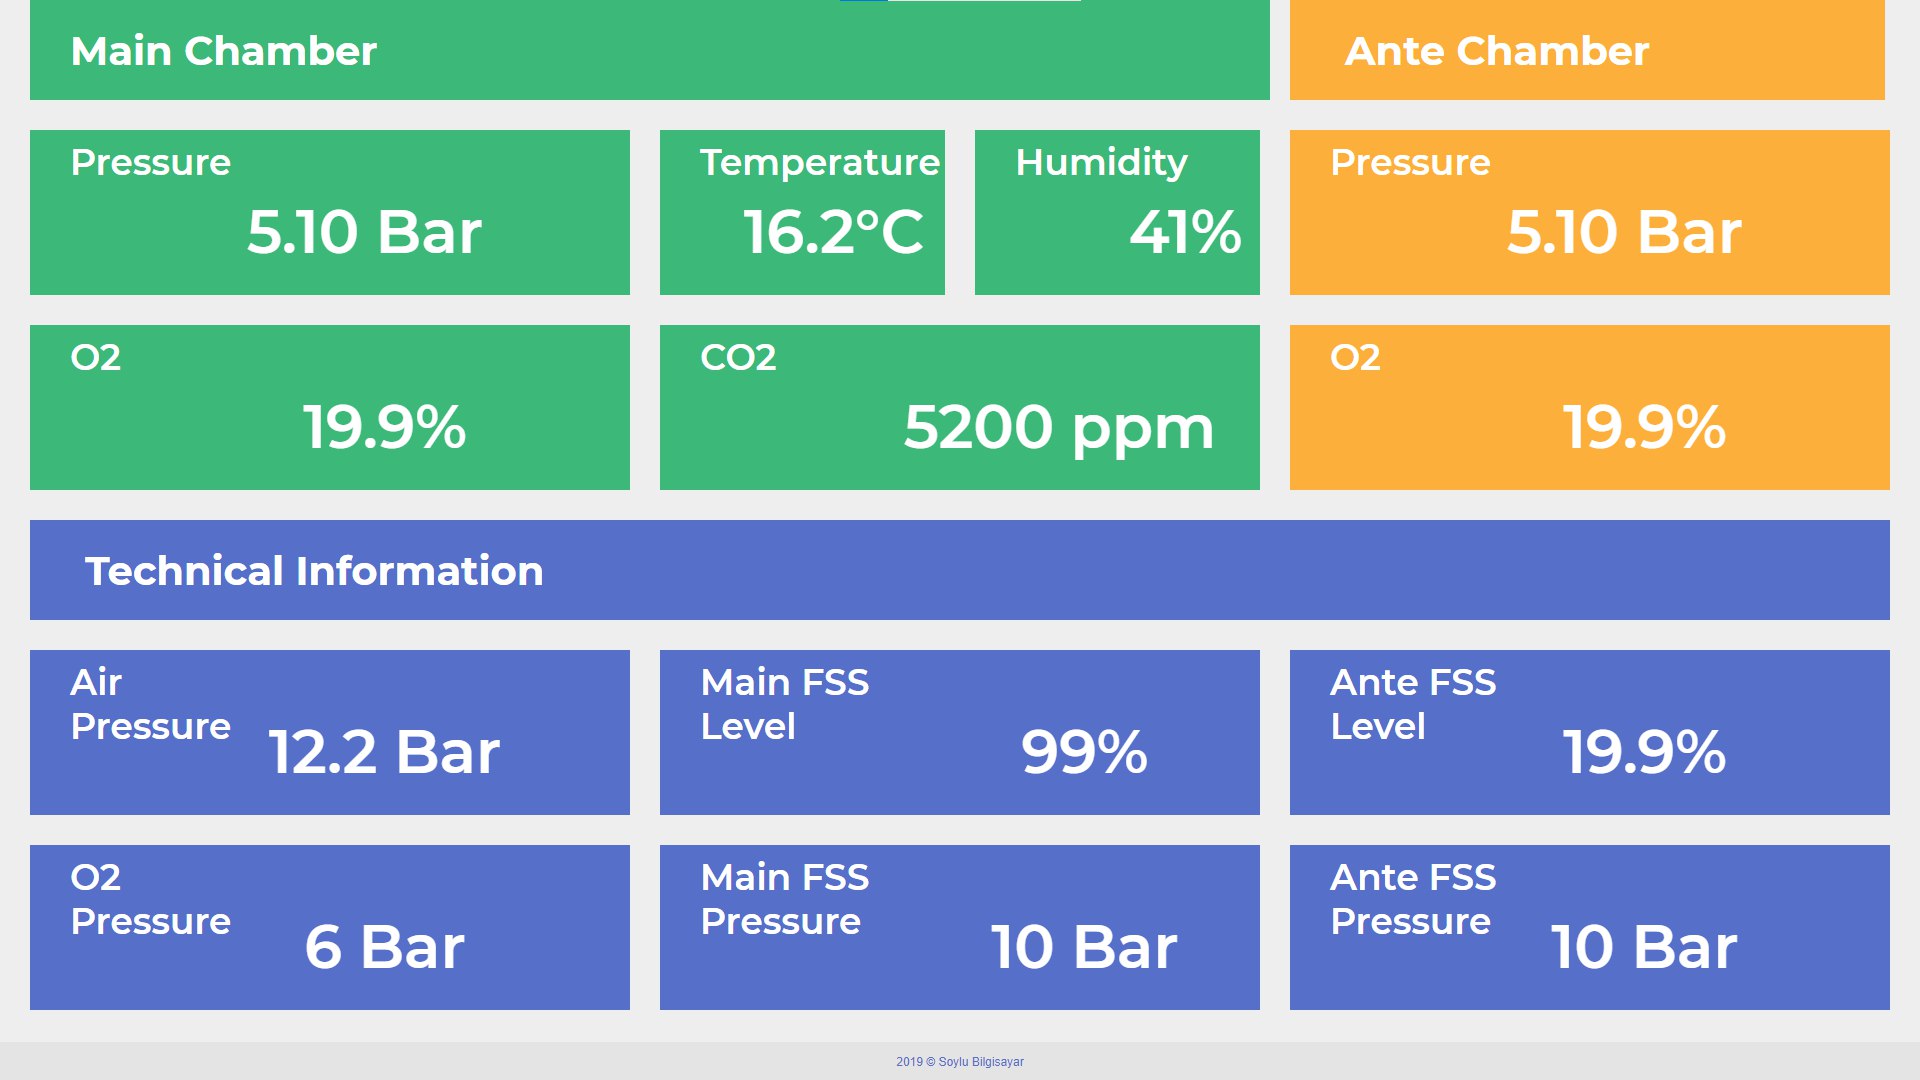 Main Chamber
Ante Chamber
Pressure
5.10 Bar
Temperature
16.2°C
Humidity
41%
Pressure
5.10 Bar
O2
19.9%
CO2
5200 ppm
O2
19.9%
Technical Information
Air
Pressure
12.2 Bar
Main FSS
Level
99%
Ante FSS
Level
19.9%
O2
Pressure
6 Bar
Main FSS
Pressure
10 Bar
Ante FSS
Pressure
10 Bar
2019 © Soylu Bilgisayar